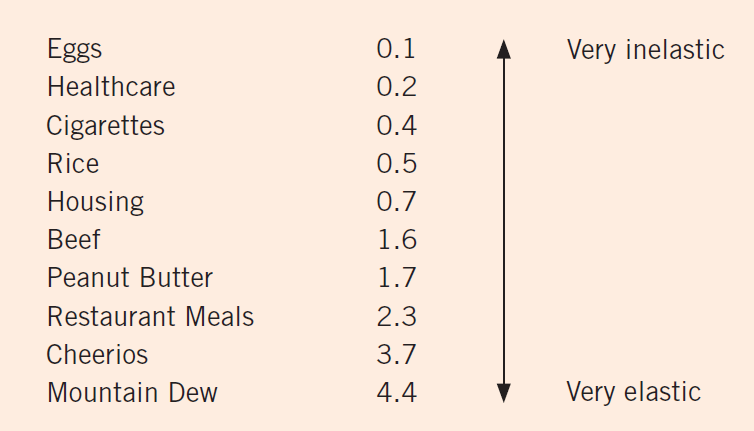 Eggs 0.1 Very inelastic
Healthcare 0.2
Cigarettes 0.4
Rice 0.5
Housing 0.7
Beef 1.6
Peanut Butter 1.7
Restaurant Meals 2.3
Cheerios 3.7
Mountain Dew 4.4 Very elastic